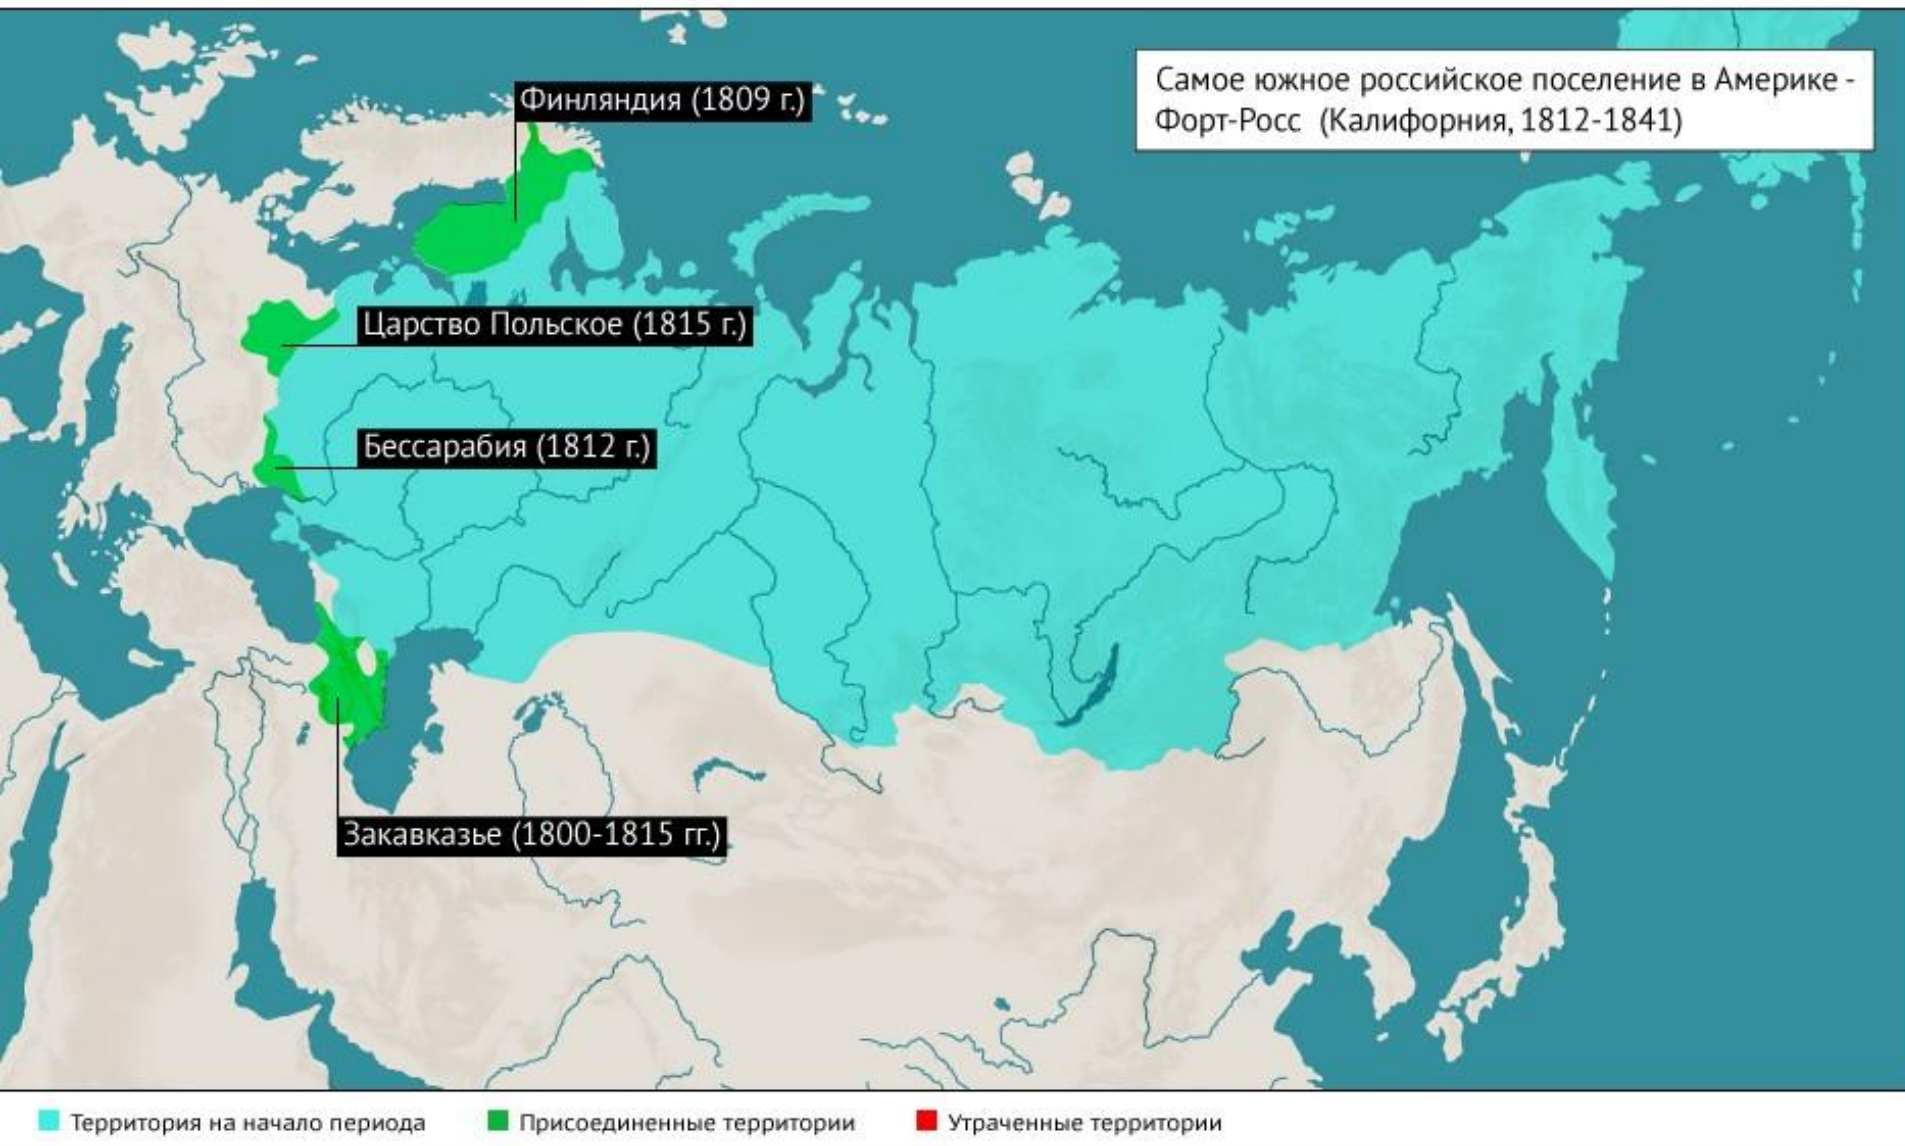 Самое южное российское поселение в Америке -
Форт-Росс (Калифорния, 1812-1841)
Финляндия (1809 г.)
Царство Польское (1815 г.)
Бессарабия (1812 г.)
Закавказье (1800-1815 гг.)
Территория на начало периода
Присоединенные территории
Утраченные территории